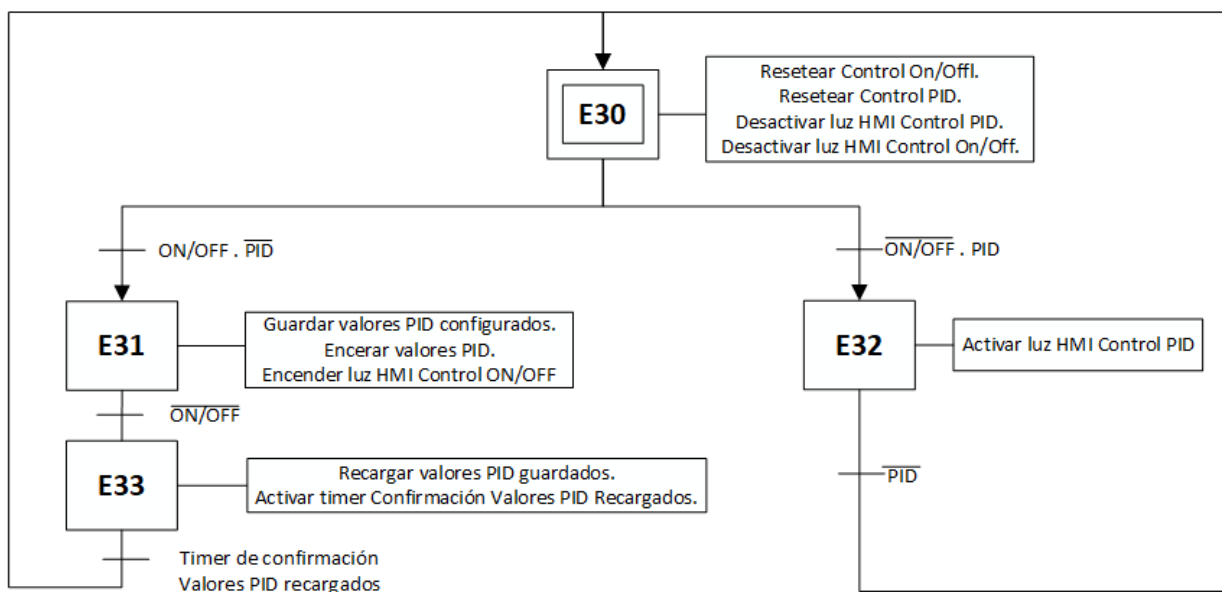 E30
Resetear Control On/Offl.
Resetear Control PID.
Desactivar luz HMI Control PID.
Desactivar luz HMI Control On/Off.
ON/OFF . PID
ON/OFF . PID
E31
Guardar valores PID configurados.
Encerar valores PID.
Encender luz HMI Control ON/OFF
E32
Activar luz HMI Control PID
ON/OFF
E33
Recargar valores PID guardados.
Activar timer Confirmación Valores PID Recargados.
PID
Timer de confirmación
Valores PID recargados